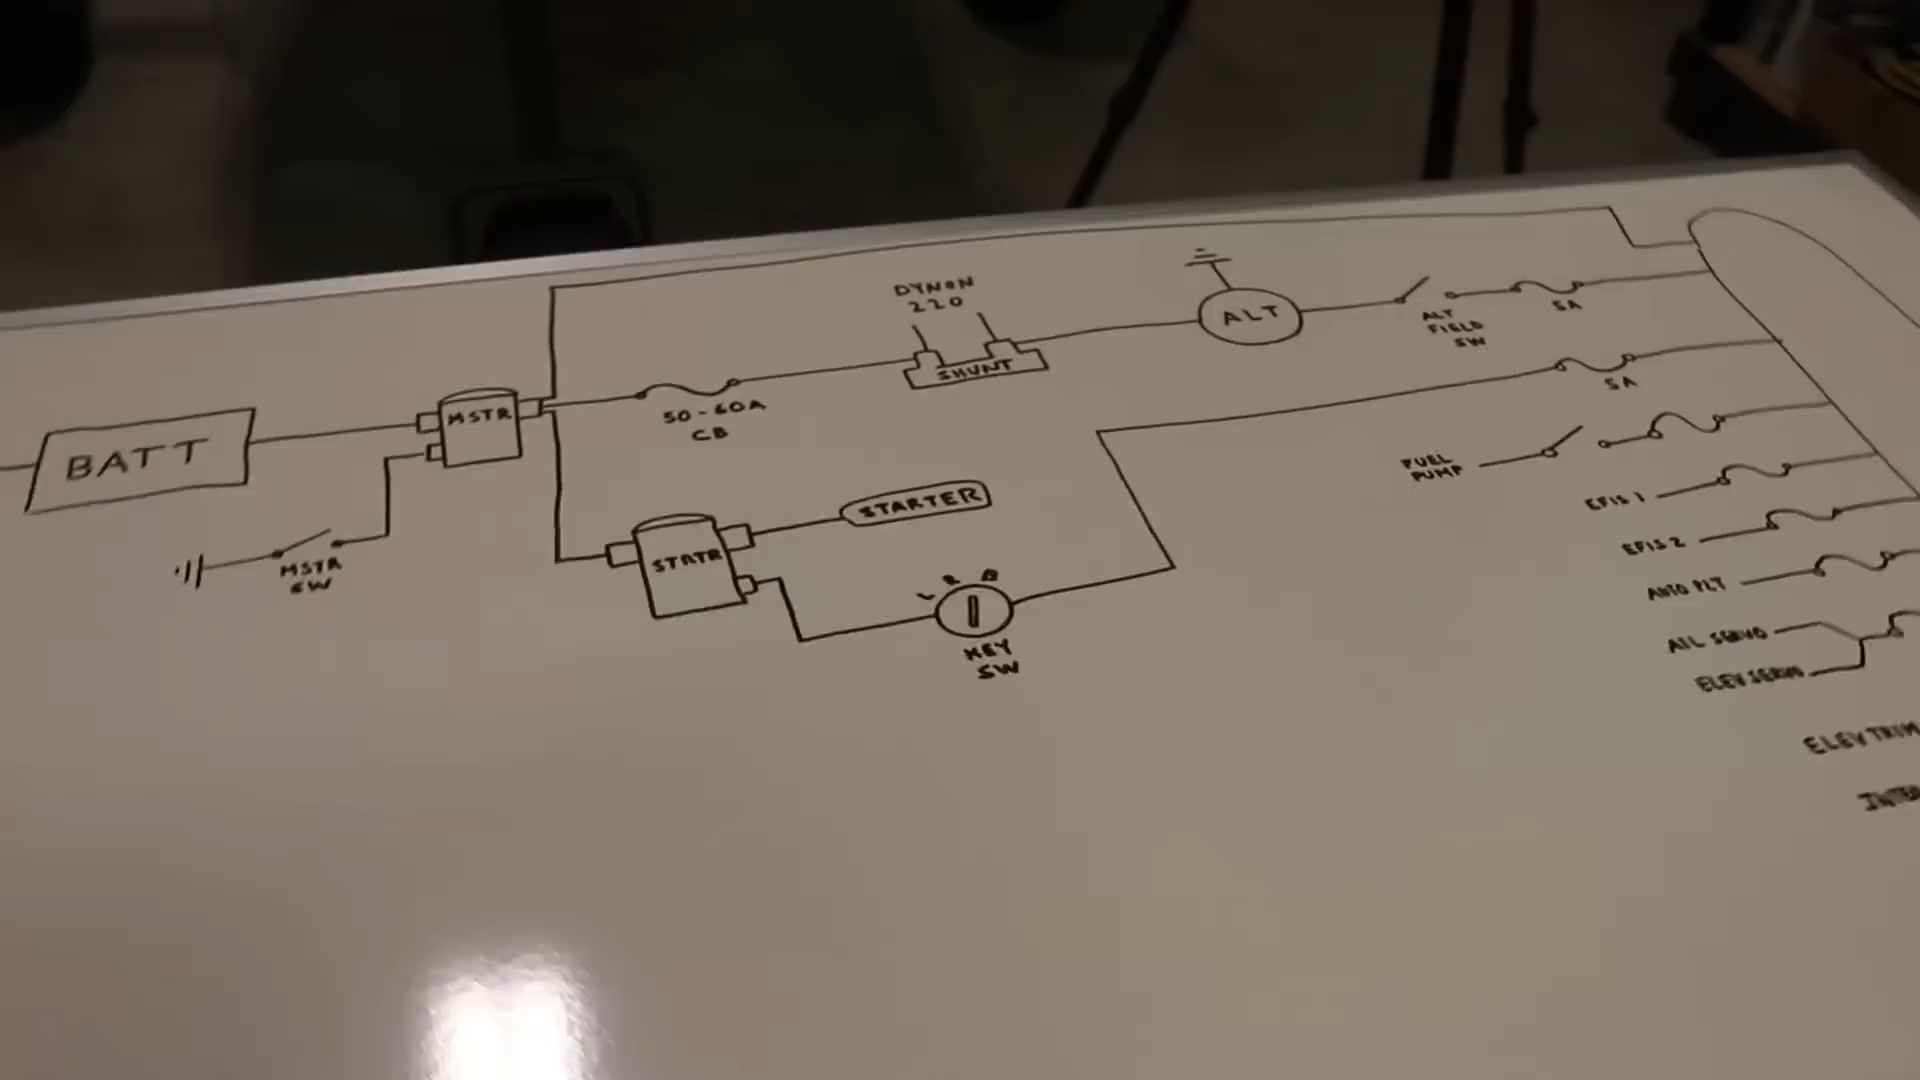 DYNON
220
ALT
ALT
FIELD
SW
5A
SHUNT
MSTR
50-60A
CB
5A
BATT
FUEL
PUMP
EFIS 1
STARTER
EFIS 2
STRTR
MSTR
SW
L R B
AUTO PLT
KEY
SW
AIL SERVO
ELEV SERVO
ELEV TRIM
INTER